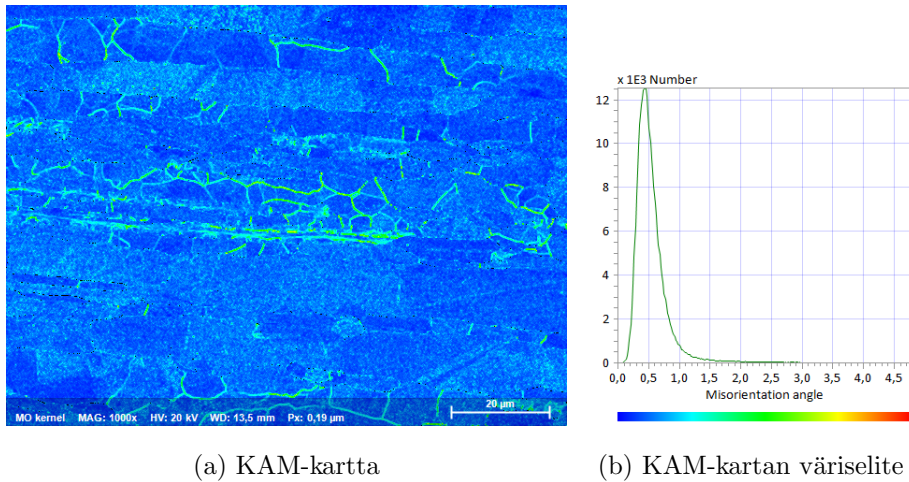 MO kernel MAG: 1000x HV: 20 kV WD: 13,5 mm Px: 0,19 µm
20 µm
x 1E3 Number
12
10
8
6
4
2
0
0,0 0,5 1,0 1,5 2,0 2,5 3,0 3,5 4,0 4,5
Misorientation angle
(a) KAM-kartta
(b) KAM-kartan väriselite